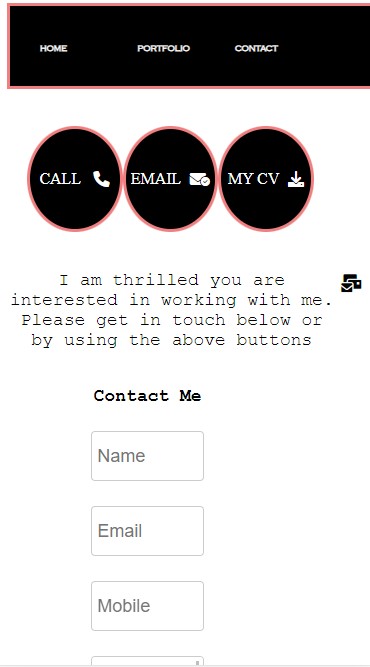 HOME PORTFOLIO CONTACT
CALL EMAIL MY CV
I am thrilled you are
interested in working with me.
Please get in touch below or
by using the above buttons
Contact Me
Name
Email
Mobile